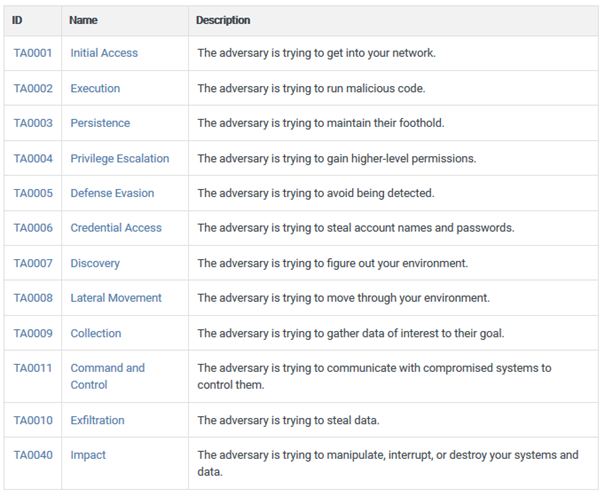 ID Name Description
TA0001 Initial Access The adversary is trying to get into your network.
TA0002 Execution The adversary is trying to run malicious code.
TA0003 Persistence The adversary is trying to maintain their foothold.
TA0004 Privilege Escalation The adversary is trying to gain higher-level permissions.
TA0005 Defense Evasion The adversary is trying to avoid being detected.
TA0006 Credential Access The adversary is trying to steal account names and passwords.
TA0007 Discovery The adversary is trying to figure out your environment.
TA0008 Lateral Movement The adversary is trying to move through your environment.
TA0009 Collection The adversary is trying to gather data of interest to their goal.
TA0011 Command and The adversary is trying to communicate with compromised systems to
Control them.
TA0010 Exfiltration The adversary is trying to steal data.
TA0040 Impact The adversary is trying to manipulate, interrupt, or destroy your systems and
data.